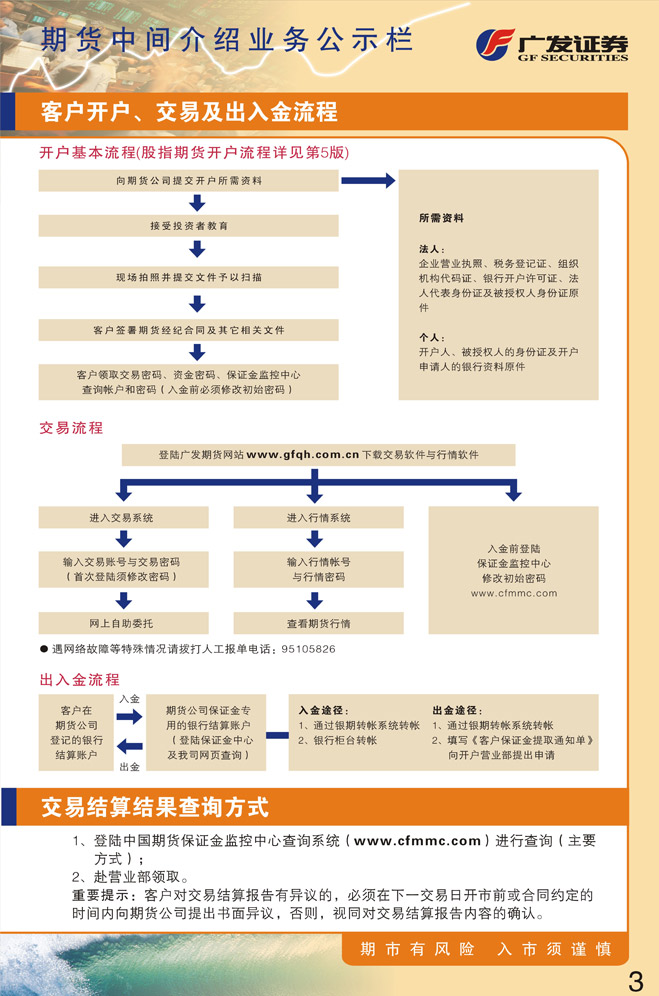 期货中间介绍业务公示栏
广发证券
GF SECURITIES
客户开户、交易及出入金流程
开户基本流程(股指期货开户流程详见第5版)
向期货公司提交开户所需资料
接受投资者教育
现场拍照并提交文件予以扫描
客户签署期货经纪合同及其它相关文件
客户领取交易密码、资金密码、保证金监控中心
查询帐户和密码（入金前必须修改初始密码）
所需资料
法人：
企业营业执照、税务登记证、组织
机构代码证、银行开户许可证、法
人代表身份证及被授权人身份证原
件
个人：
开户人、被授权人的身份证及开户
申请人的银行资料原件
交易流程
登陆广发期货网站www.gfqh.com.cn下载交易软件与行情软件
进入交易系统
输入交易账号与交易密码
（首次登陆须修改密码）
网上自助委托
进入行情系统
输入行情帐号
与行情密码
查看期货行情
入金前登陆
保证金监控中心
修改初始密码
www.cfmmc.com
● 遇网络故障等特殊情况请拨打人工报单电话：95105826
出入金流程
客户在
期货公司
登记的银行
结算账户
入金
出金
期货公司保证金专
用的银行结算账户
（登陆保证金中心
及我司网页查询）
入金途径：
1、通过银期转帐系统转帐
2、银行柜台转帐
出金途径：
1、通过银期转帐系统转帐
2、填写《客户保证金提取通知单》
向开户营业部提出申请
交易结算结果查询方式
1、登陆中国期货保证金监控中心查询系统（www.cfmmc.com）进行查询（主要
方式）；
2、赴营业部领取。
重要提示：客户对交易结算报告有异议的，必须在下一交易日开市前或合同约定的
时间内向期货公司提出书面异议，否则，视同对交易结算报告内容的确认。
期市有风险 入市须谨慎
3